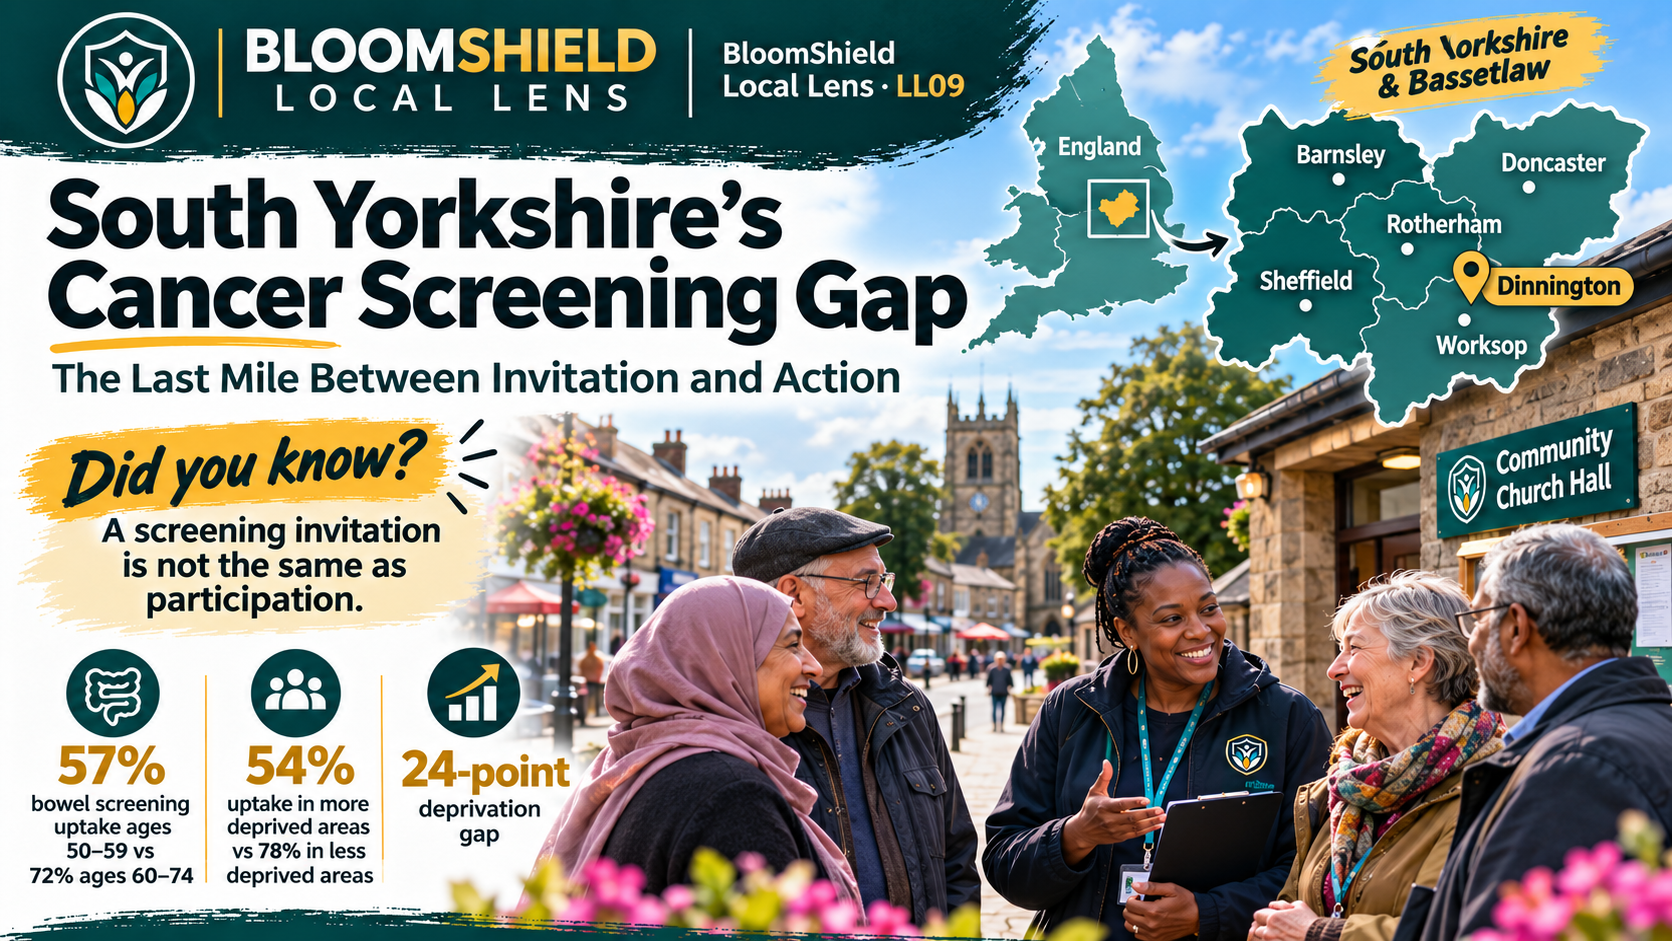 BLOOMSHIELD
LOCAL LENS
BloomShield
Local Lens · LL09
South Yorkshire
& Bassetlaw
England
Barnsley
Doncaster
Rotherham
Sheffield
Dinnington
Worksop
South Yorkshire's
Cancer Screening Gap
The Last Mile Between Invitation and Action
Did you know?
A screening invitation
is not the same as
participation.
57%
bowel screening
uptake ages
50–59 vs
72% ages 60–74
54%
uptake in more
deprived areas
vs 78% in less
deprived areas
24-point
deprivation
gap
Community
Church Hall